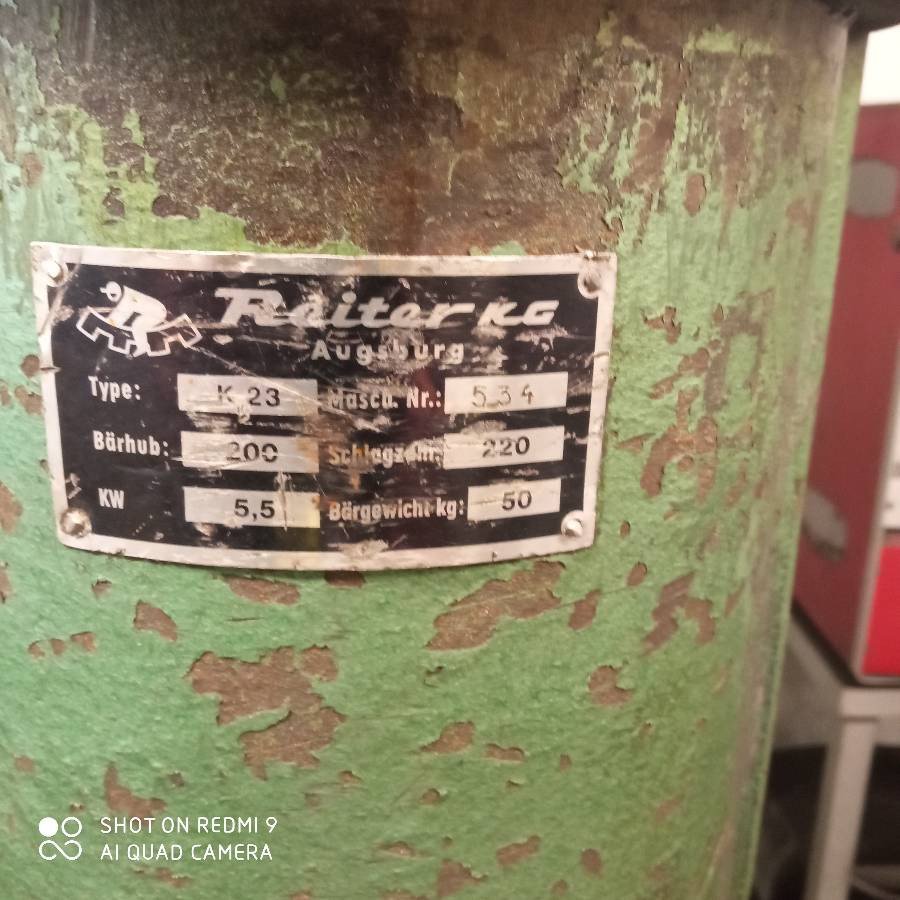 Reiter KG
Augsburg
Type: K 23 Masch. Nr.: 534
Bärhub: 200 Schlagzahl: 220
KW 5,5 Bärgewicht kg: 50
SHOT ON REDMI 9
AI QUAD CAMERA